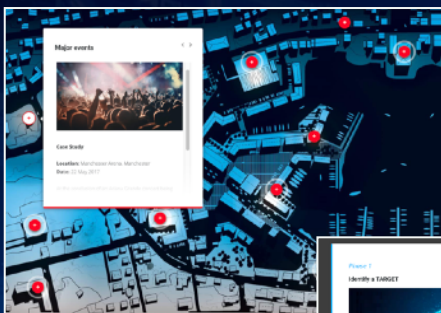 Major events
Case Study
Location: Manchester Arena, Manchester
Date: 22 May 2017
Phase: 1
Identify a TARGET